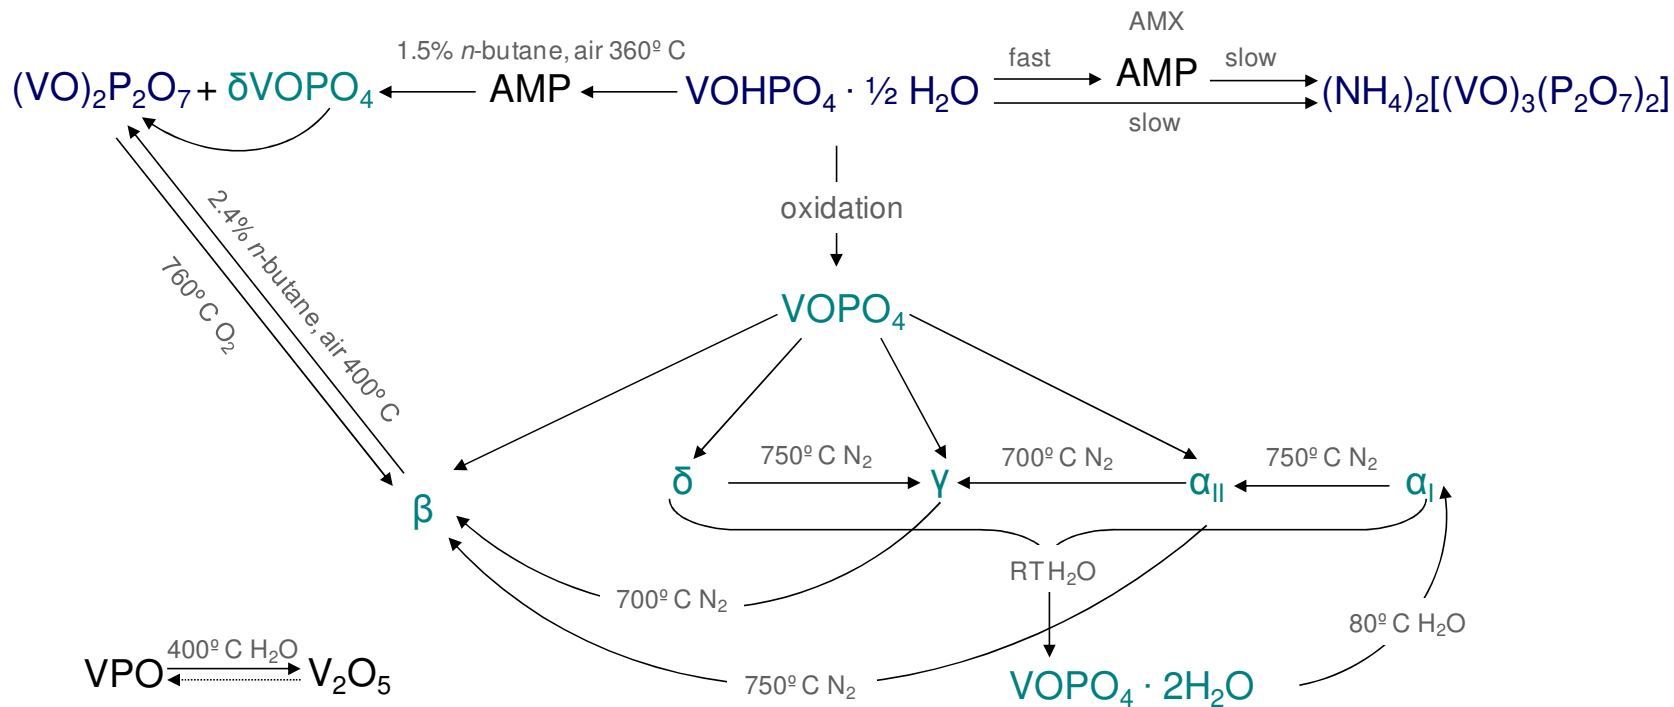 AMX
1.5% n-butane, air 360º C
fast
slow
(VO)₂P₂O₇ + δVOPO₄
AMP
VOHPO₄ · ½ H₂O
AMP
(NH₄)₂[(VO)₃(P₂O₇)₂]
slow
oxidation
2.4% n-butane, air 400º C
760º C O₂
VOPO₄
750º C N₂
700º C N₂
750º C N₂
β
δ
γ
α_II
α_I
RT H₂O
700º C N₂
80º C H₂O
400º C H₂O
VPO
V₂O₅
750º C N₂
VOPO₄ · 2H₂O